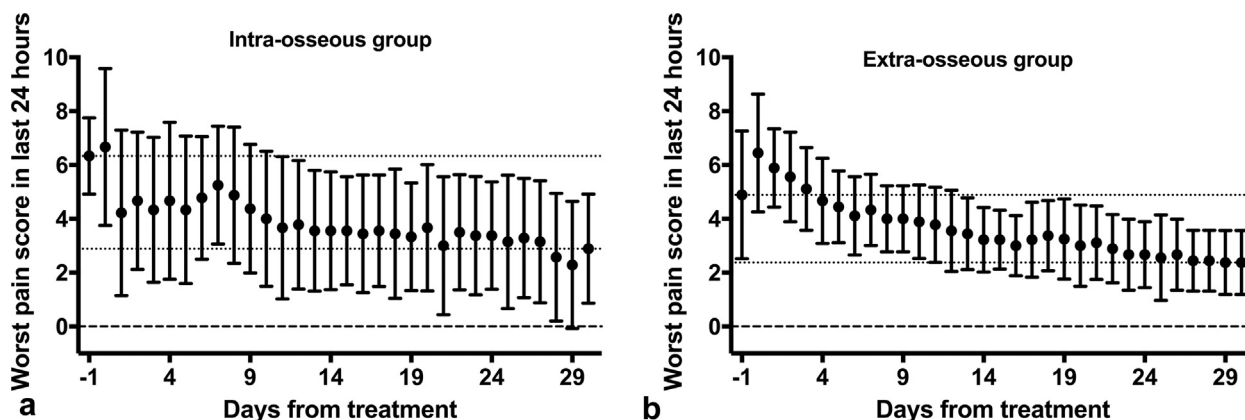 Intra-osseous group
Worst pain score in last 24 hours
10
8
6
4
2
0
-1 4 9 14 19 24 29
Days from treatment
a
Extra-osseous group
Worst pain score in last 24 hours
10
8
6
4
2
0
-1 4 9 14 19 24 29
Days from treatment
b